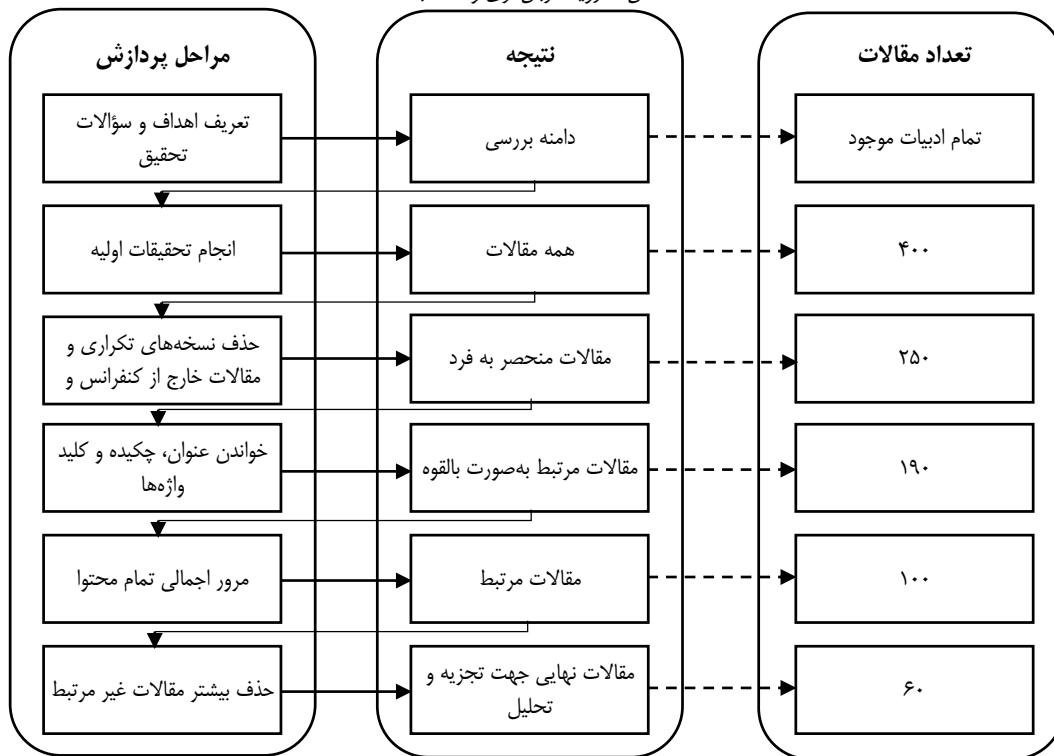 مراحل پردازش
نتیجه
تعداد مقالات
تعریف اهداف و سؤالات
تحقیق
دامنه بررسی
تمام ادبیات موجود
انجام تحقیقات اولیه
همه مقالات
۴۰۰
حذف نسخه‌های تکراری و
مقالات خارج از کنفرانس و
مقالات منحصر به فرد
۲۵۰
خواندن عنوان، چکیده و کلید
واژه‌ها
مقالات مرتبط به‌صورت بالقوه
۱۹۰
مرور اجمالی تمام محتوا
مقالات مرتبط
۱۰۰
حذف بیشتر مقالات غیر مرتبط
مقالات نهایی جهت تجزیه و
تحلیل
۶۰